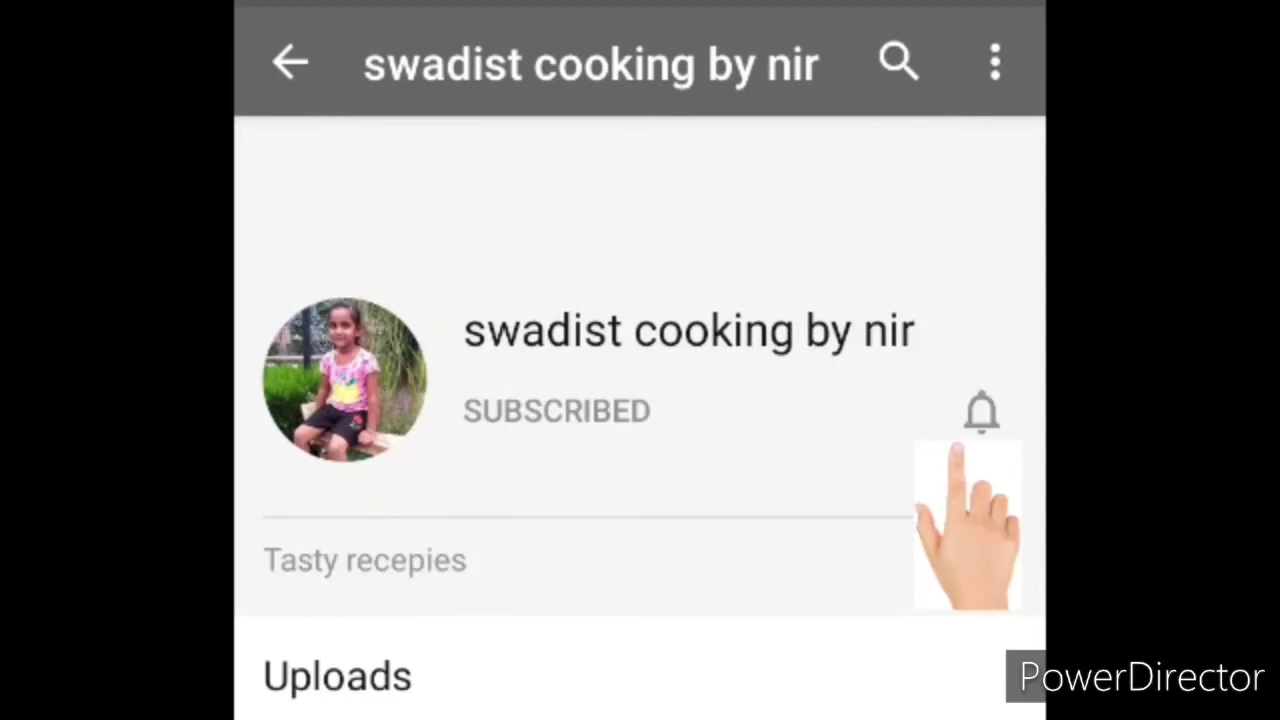 swadist cooking by nir
swadist cooking by nir
SUBSCRIBED
Tasty recepies
Uploads
PowerDirector